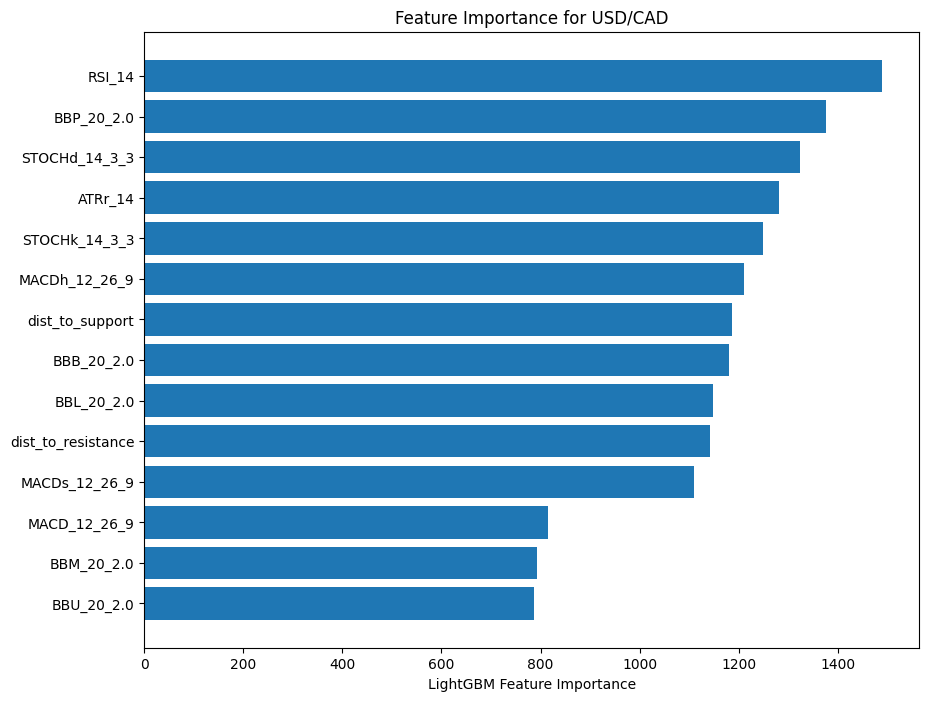 Feature Importance for USD/CAD
RSI_14
BBP_20_2.0
STOCHd_14_3_3
ATRr_14
STOCHk_14_3_3
MACDh_12_26_9
dist_to_support
BBB_20_2.0
BBL_20_2.0
dist_to_resistance
MACDs_12_26_9
MACD_12_26_9
BBM_20_2.0
BBU_20_2.0
0 200 400 600 800 1000 1200 1400
LightGBM Feature Importance